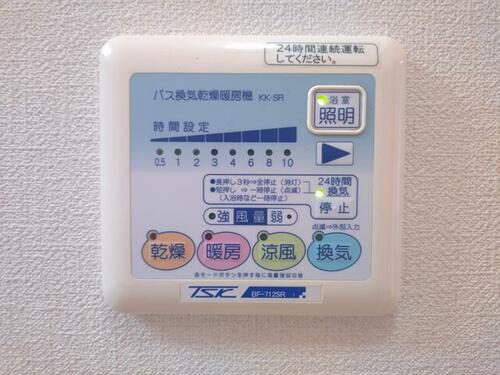 24時間連続運転
してください。
バス換気乾燥暖房機 KK-SR
浴室
照明
時間設定
0.5 1 2 3 4 6 8 10
●長押し3秒⇒全停止(消灯)
●短押し ⇒一時停止(点滅)
(入浴時など一時停止)
24時間
換気
停止
強 風量 弱
点滅⇒外部入力
乾燥 暖房 涼風 換気
各モードボタンを押す毎に風量強弱切替
TSK BF-712SR